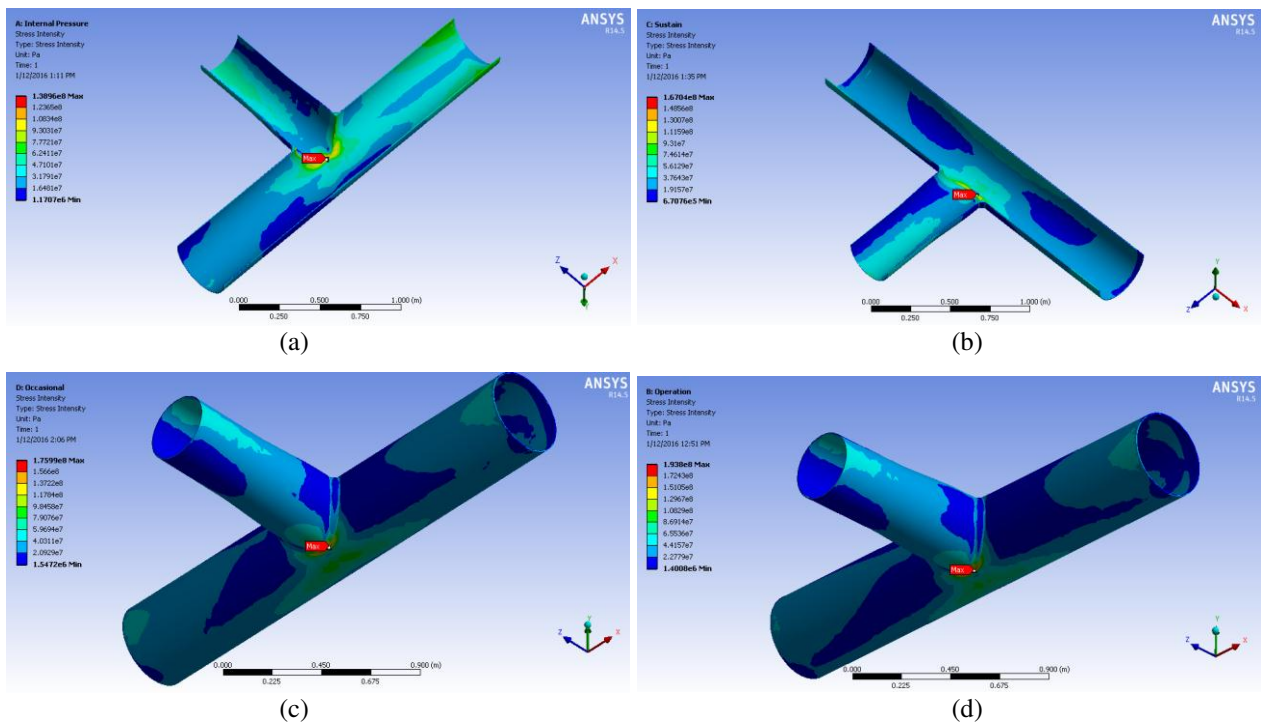 A: Internal Pressure
Stress Intensity
Type: Stress Intensity
Unit: Pa
Time: 1
1/12/2016 1:11 PM
1.3896e8 Max
1.2365e8
1.0834e8
9.3031e7
7.7721e7
6.2411e7
4.7101e7
3.1791e7
1.6481e7
1.1707e6 Min
ANSYS
R14.5
Max
Z
X
0.000 0.500 1.000 (m)
0.250 0.750
(a)
C: Sustain
Stress Intensity
Type: Stress Intensity
Unit: Pa
Time: 1
1/12/2016 1:35 PM
1.6704e8 Max
1.4856e8
1.3007e8
1.1159e8
9.31e7
7.4614e7
5.6129e7
3.7643e7
1.9157e7
6.7076e5 Min
ANSYS
R14.5
Max
Y
Z
X
0.000 0.500 1.000 (m)
0.250 0.750
(b)
D: Occasional
Stress Intensity
Type: Stress Intensity
Unit: Pa
Time: 1
1/12/2016 2:06 PM
1.7599e8 Max
1.566e8
1.3722e8
1.1784e8
9.8458e7
7.9076e7
5.9694e7
4.0311e7
2.0929e7
1.5472e6 Min
ANSYS
R14.5
Max
Y
Z
X
0.000 0.450 0.900 (m)
0.225 0.675
(c)
B: Operation
Stress Intensity
Type: Stress Intensity
Unit: Pa
Time: 1
1/12/2016 12:51 PM
1.938e8 Max
1.7243e8
1.5105e8
1.2967e8
1.0829e8
8.6914e7
6.5536e7
4.4157e7
2.2779e7
1.4008e6 Min
ANSYS
R14.5
Max
Y
Z
X
0.000 0.450 0.900 (m)
0.225 0.675
(d)